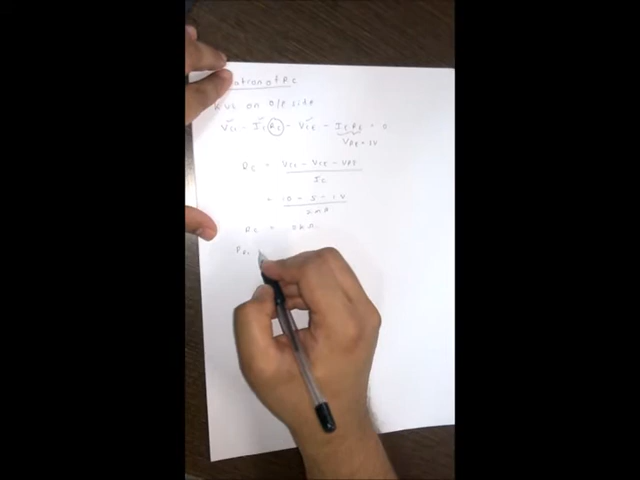 of RC
KVL on O/P side
VCC - ICRC - VCE - IERE = 0
VRE = 1V
RC = VCC - VCE - VRE
IC
= 10 - 5 - 1V
2mA
RC = 2kΩ